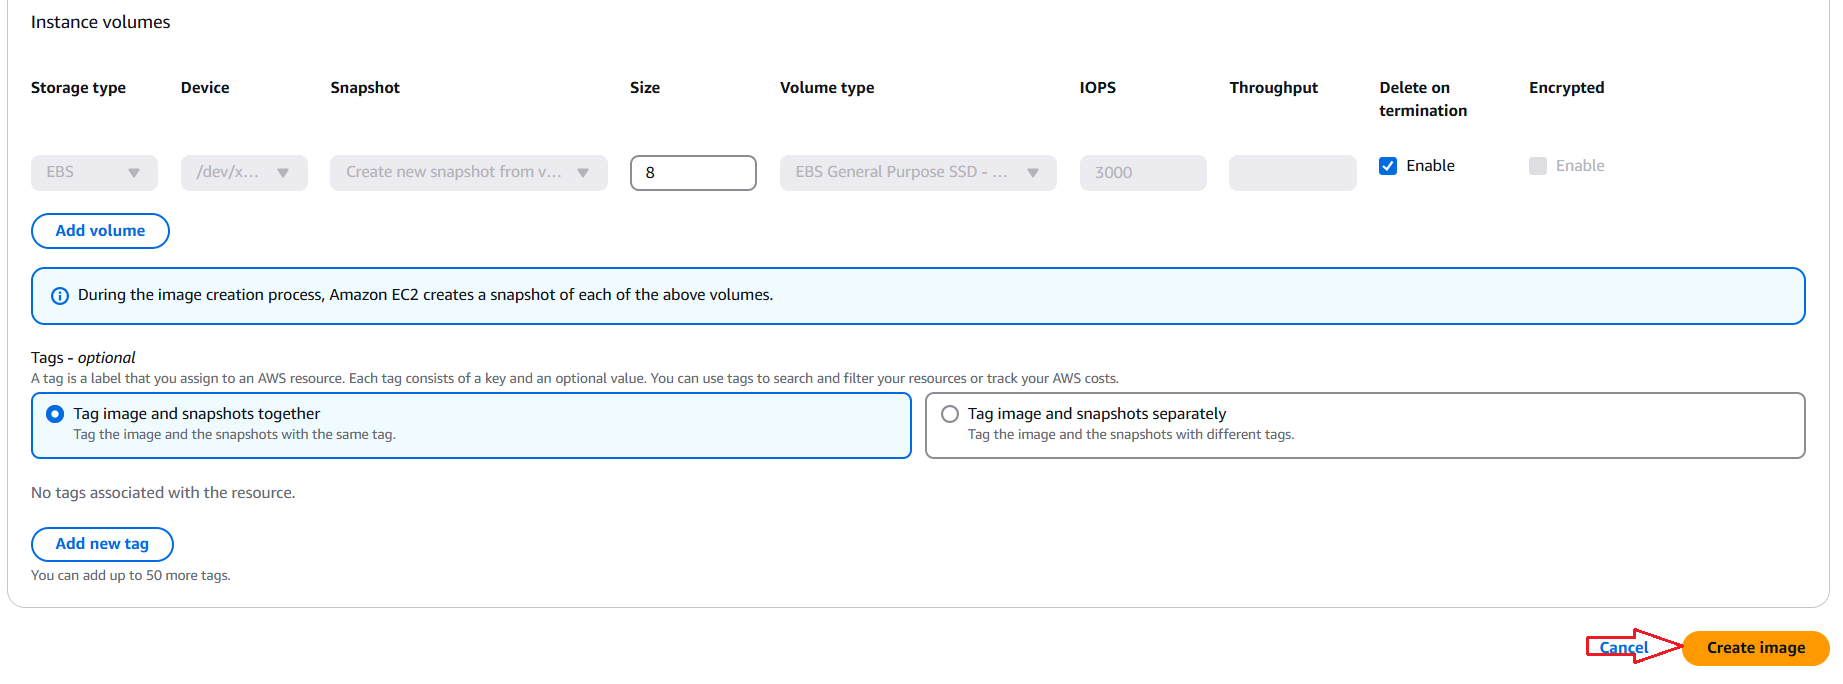 Instance volumes
Storage type Device Snapshot Size Volume type IOPS Throughput Delete on termination Encrypted
EBS /dev/x... Create new snapshot from v... 8 EBS General Purpose SSD - ... 3000 Enable Enable
Add volume
During the image creation process, Amazon EC2 creates a snapshot of each of the above volumes.
Tags - optional
A tag is a label that you assign to an AWS resource. Each tag consists of a key and an optional value. You can use tags to search and filter your resources or track your AWS costs.
Tag image and snapshots together
Tag the image and the snapshots with the same tag.
Tag image and snapshots separately
Tag the image and the snapshots with different tags.
No tags associated with the resource.
Add new tag
You can add up to 50 more tags.
Cancel Create image